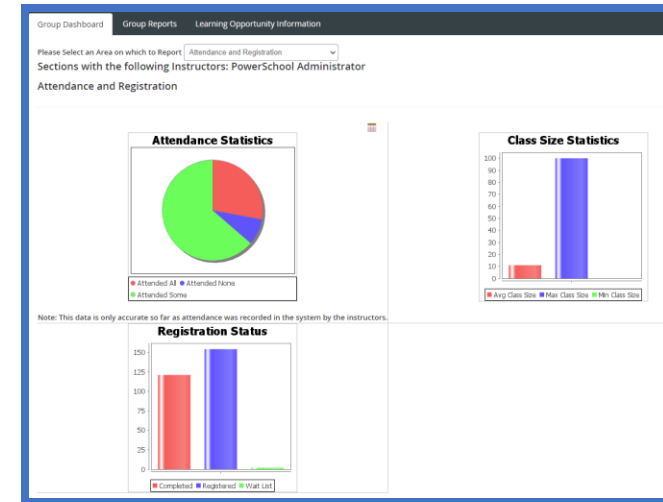 Group Dashboard Group Reports Learning Opportunity Information
Please Select an Area on which to Report Attendance and Registration
Sections with the following Instructors: PowerSchool Administrator
Attendance and Registration
Attendance Statistics
Attended All Attended None
Attended Some
Class Size Statistics
100
90
80
70
60
50
40
30
20
10
0
Avg Class Size Max Class Size Min Class Size
Note: This data is only accurate so far as attendance was recorded in the system by the instructors.
Registration Status
150
125
100
75
50
25
0
Completed Registered Wait List